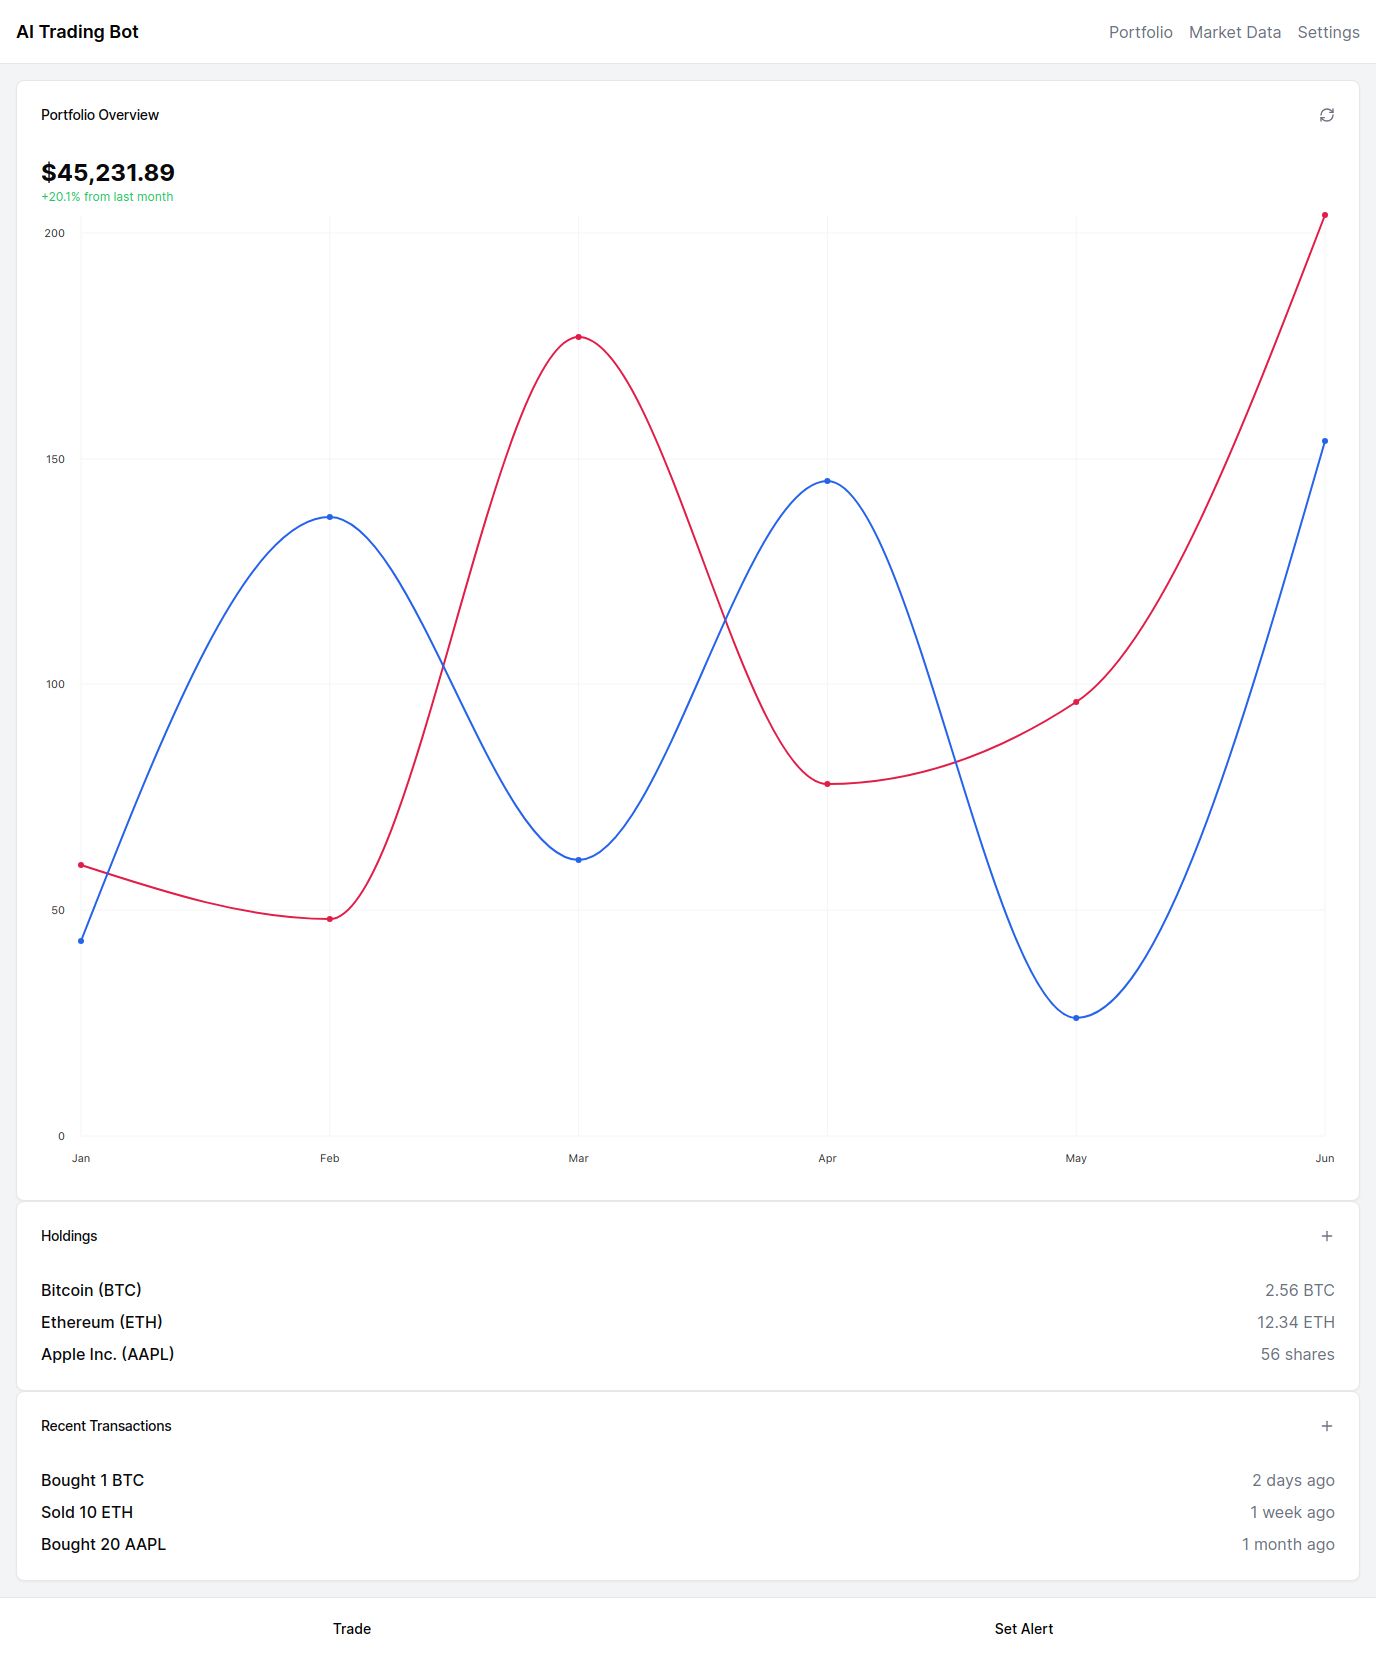 AI Trading Bot
Portfolio Market Data Settings
Portfolio Overview
$45,231.89
+20.1% from last month
200
150
100
50
0
Jan Feb Mar Apr May Jun
Holdings
Bitcoin (BTC) 2.56 BTC
Ethereum (ETH) 12.34 ETH
Apple Inc. (AAPL) 56 shares
Recent Transactions
Bought 1 BTC 2 days ago
Sold 10 ETH 1 week ago
Bought 20 AAPL 1 month ago
Trade Set Alert